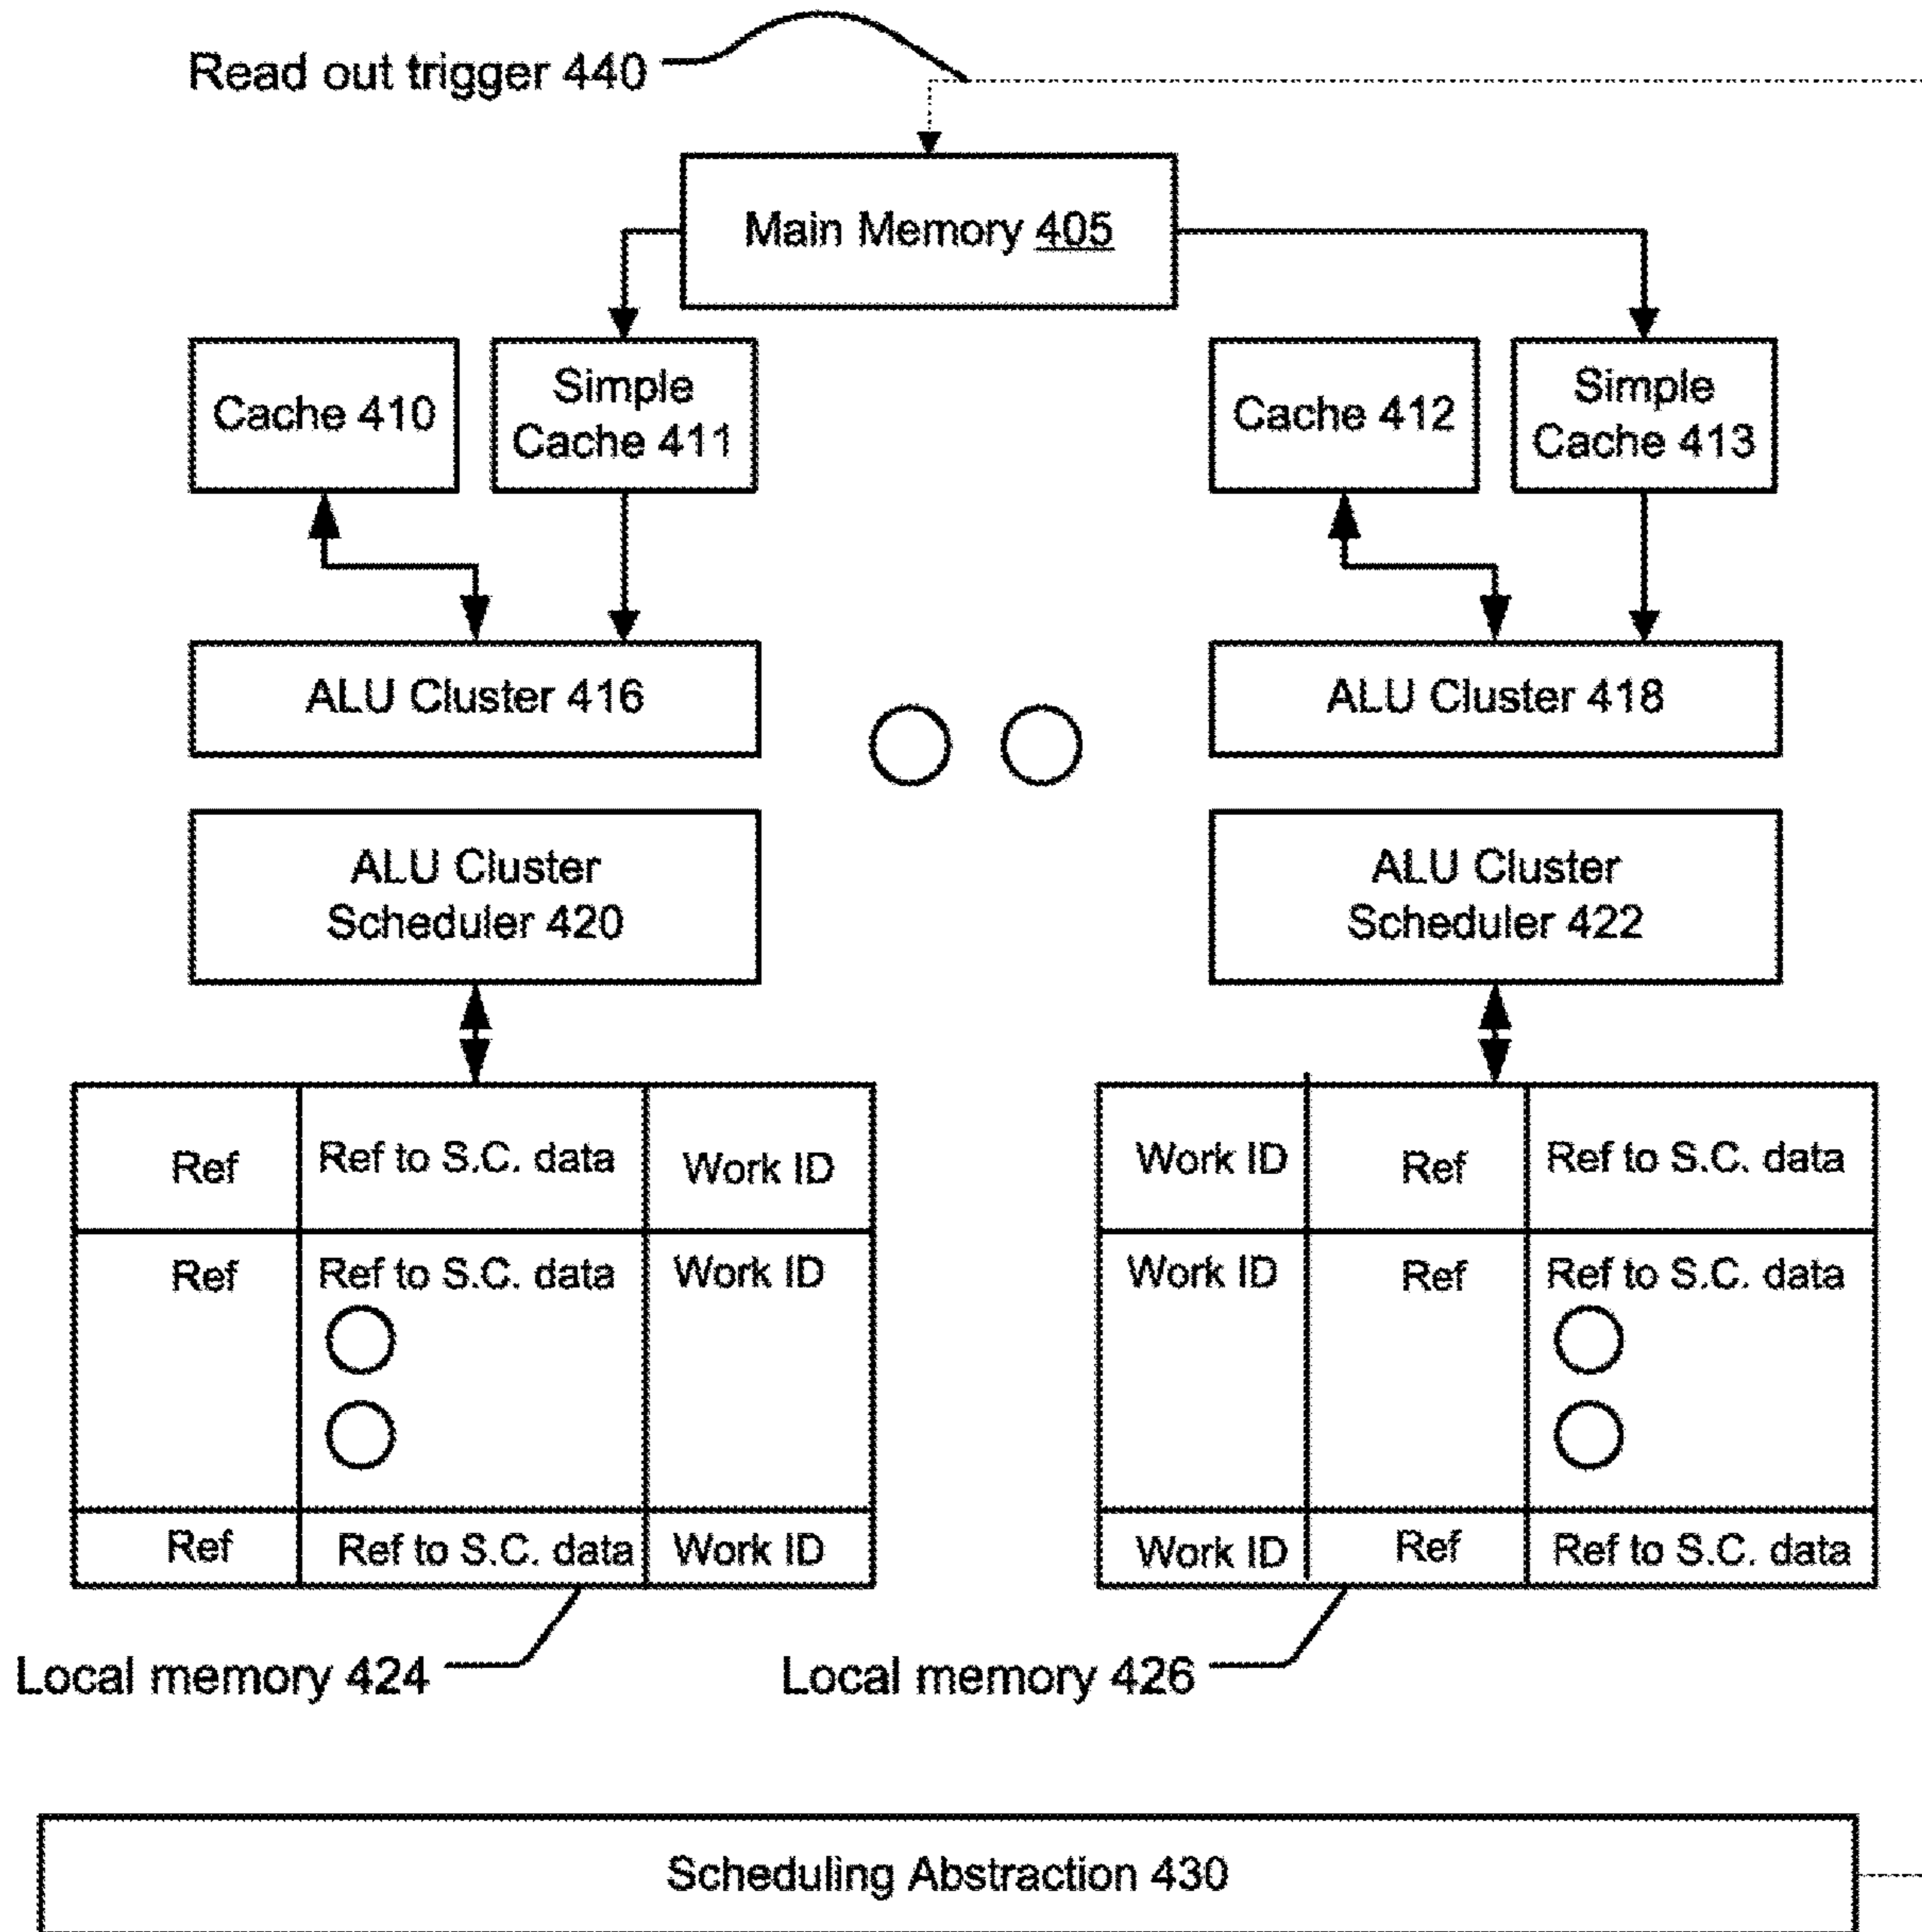 Read out trigger 440
Main Memory 405
Cache 410
Simple
Cache 411
Cache 412
Simple
Cache 413
ALU Cluster 416
ALU Cluster 418
ALU Cluster
Scheduler 420
ALU Cluster
Scheduler 422
Ref
Ref to S.C. data
Work ID
Ref
Ref to S.C. data
Work ID
Ref
Ref to S.C. data
Work ID
Work ID
Ref
Ref to S.C. data
Work ID
Ref
Ref to S.C. data
Work ID
Ref
Ref to S.C. data
Local memory 424
Local memory 426
Scheduling Abstraction 430